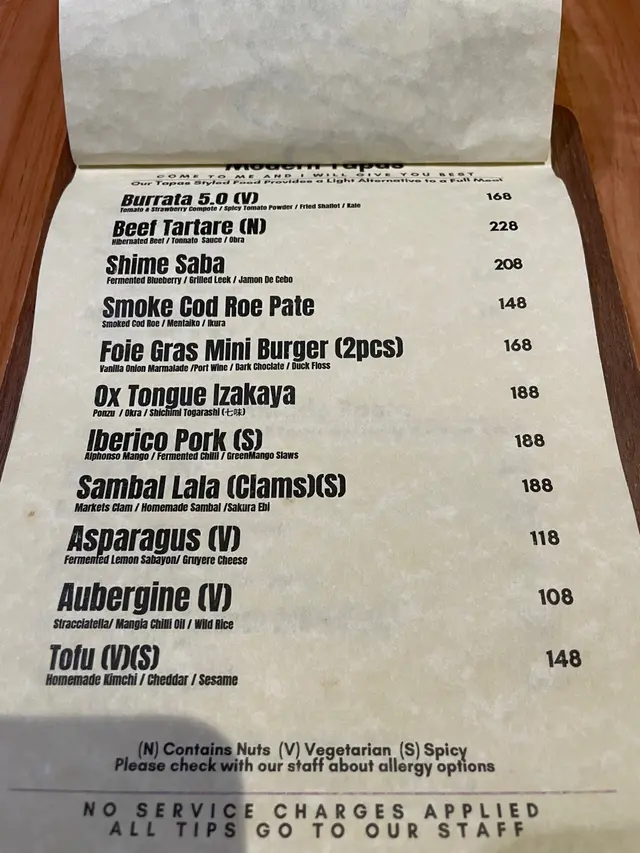 Modern Tapas
COME TO ME AND I WILL GIVE YOU BEST
Our Tapas Styled Food Provides a Light Alternative to a Full Meal
Burrata 5.0 (V) 168
Tomato & Strawberry Compote / Spicy Tomato Powder / Fried Shallot / Kale
Beef Tartare (N) 228
Hibernated Beef / Tonnato Sauce / Obra
Shime Saba 208
Fermented Blueberry / Grilled Leek / Jamon De Cebo
Smoke Cod Roe Pate 148
Smoked Cod Roe / Mentaiko / Ikura
Foie Gras Mini Burger (2pcs) 168
Vanilla Onion Marmalade /Port Wine / Dark Choclate / Duck Floss
Ox Tongue Izakaya 188
Ponzu / Okra / Shichimi Togarashi (七味)
Iberico Pork (S) 188
Alphonso Mango / Fermented Chilli / GreenMango Slaws
Sambal Lala (Clams)(S) 188
Markets Clam / Homemade Sambal /Sakura Ebi
Asparagus (V) 118
Fermented Lemon Sabayon/ Gruyere Cheese
Aubergine (V) 108
Stracciatella/ Mangia Chilli Oil / Wild Rice
Tofu (V)(S) 148
Homemade Kimchi / Cheddar / Sesame
(N) Contains Nuts (V) Vegetarian (S) Spicy
Please check with our staff about allergy options
NO SERVICE CHARGES APPLIED
ALL TIPS GO TO OUR STAFF